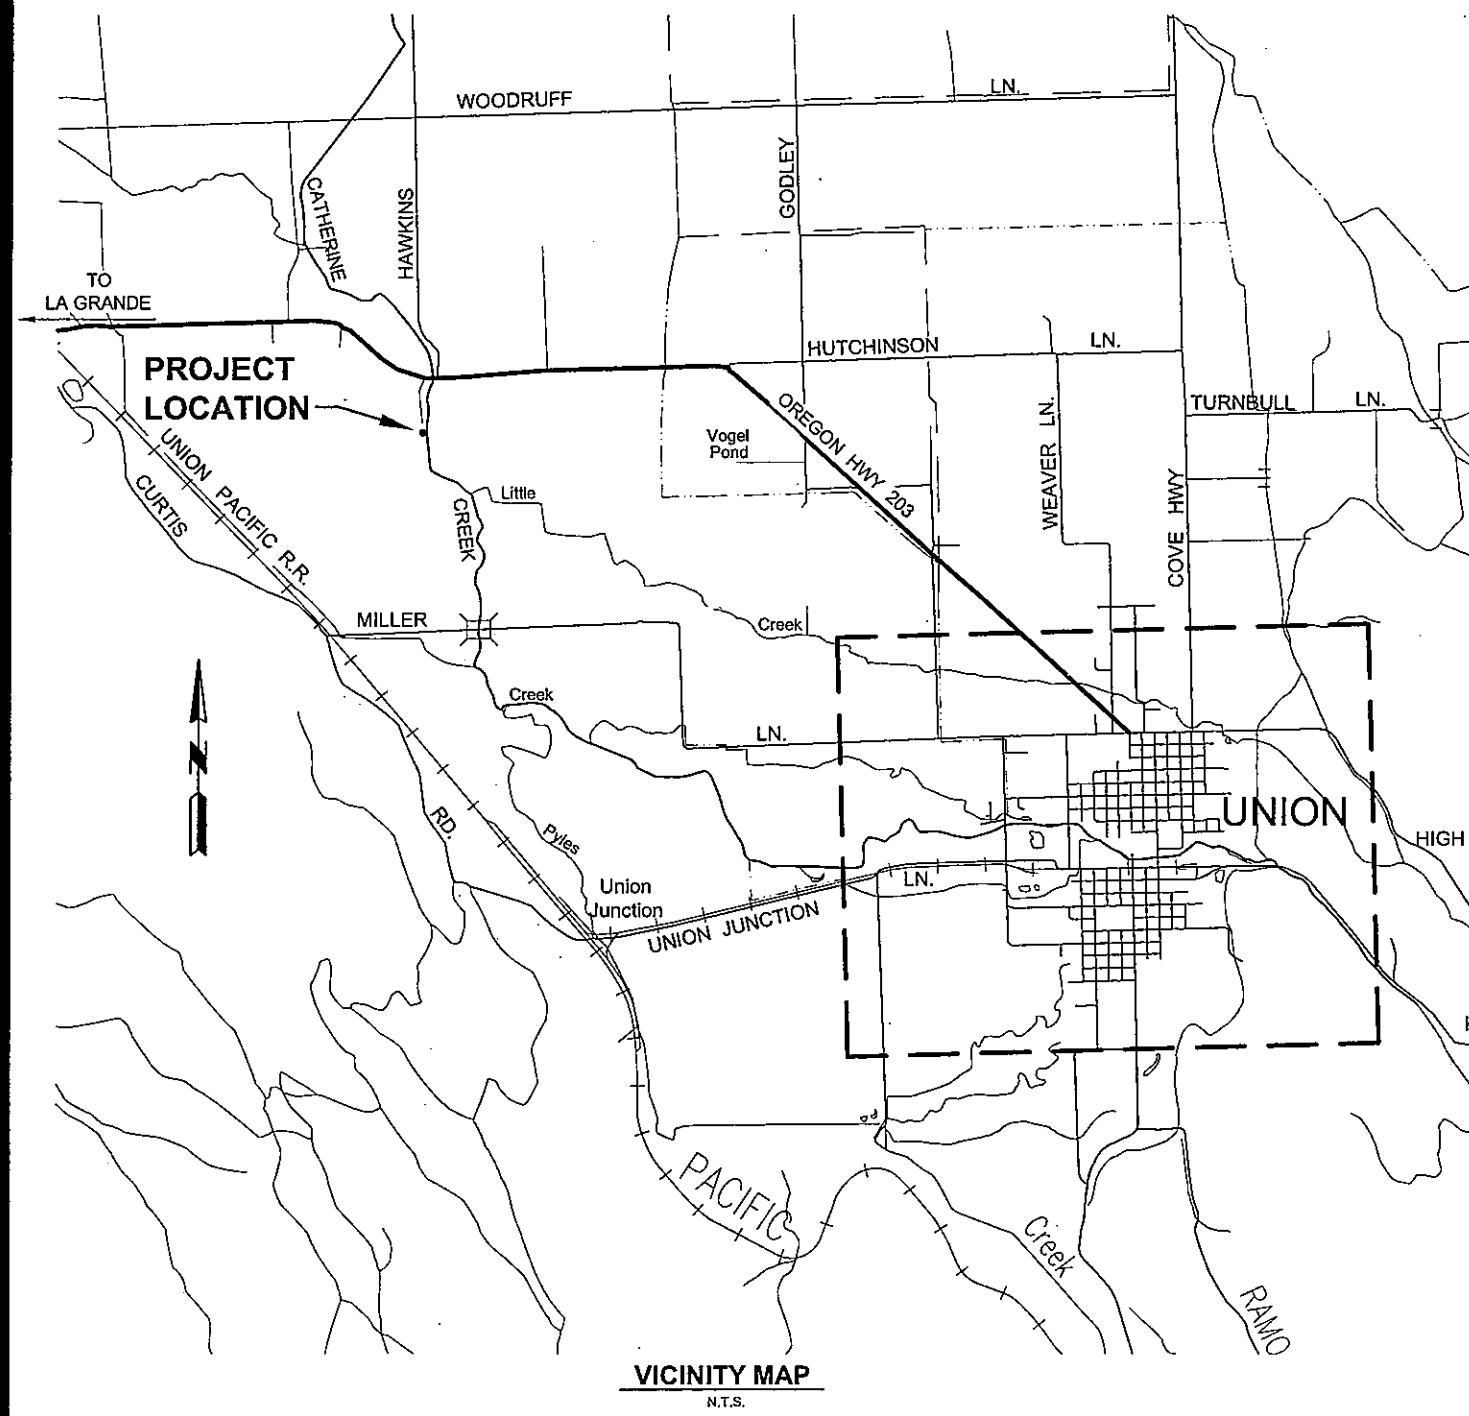 WOODRUFF
LN.
GODLEY
CATHERINE
HAWKINS
TO
LA GRANDE
HUTCHINSON
LN.
PROJECT
LOCATION
OREGON HWY 203
WEAVER LN.
TURNBULL
LN.
Vogel
Pond
UNION PACIFIC R.R.
CURTIS
CREEK
Little
COVE HWY
MILLER
Creek
N
Creek
LN.
RD.
UNION
Pyles
HIGH
Union
Junction
LN.
UNION JUNCTION
PACIFIC
Creek
RAMO
VICINITY MAP
N.T.S.